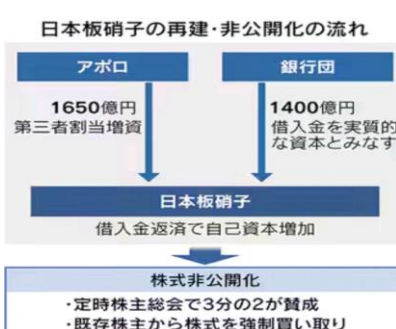 日本板硝子の再建・非公開化の流れ
アポロ
銀行団
1650億円
第三者割当増資
1400億円
借入金を実質的
な資本とみなす
日本板硝子
借入金返済で自己資本増加
株式非公開化
・定時株主総会で3分の2が賛成
・既存株主から株式を強制買い取り